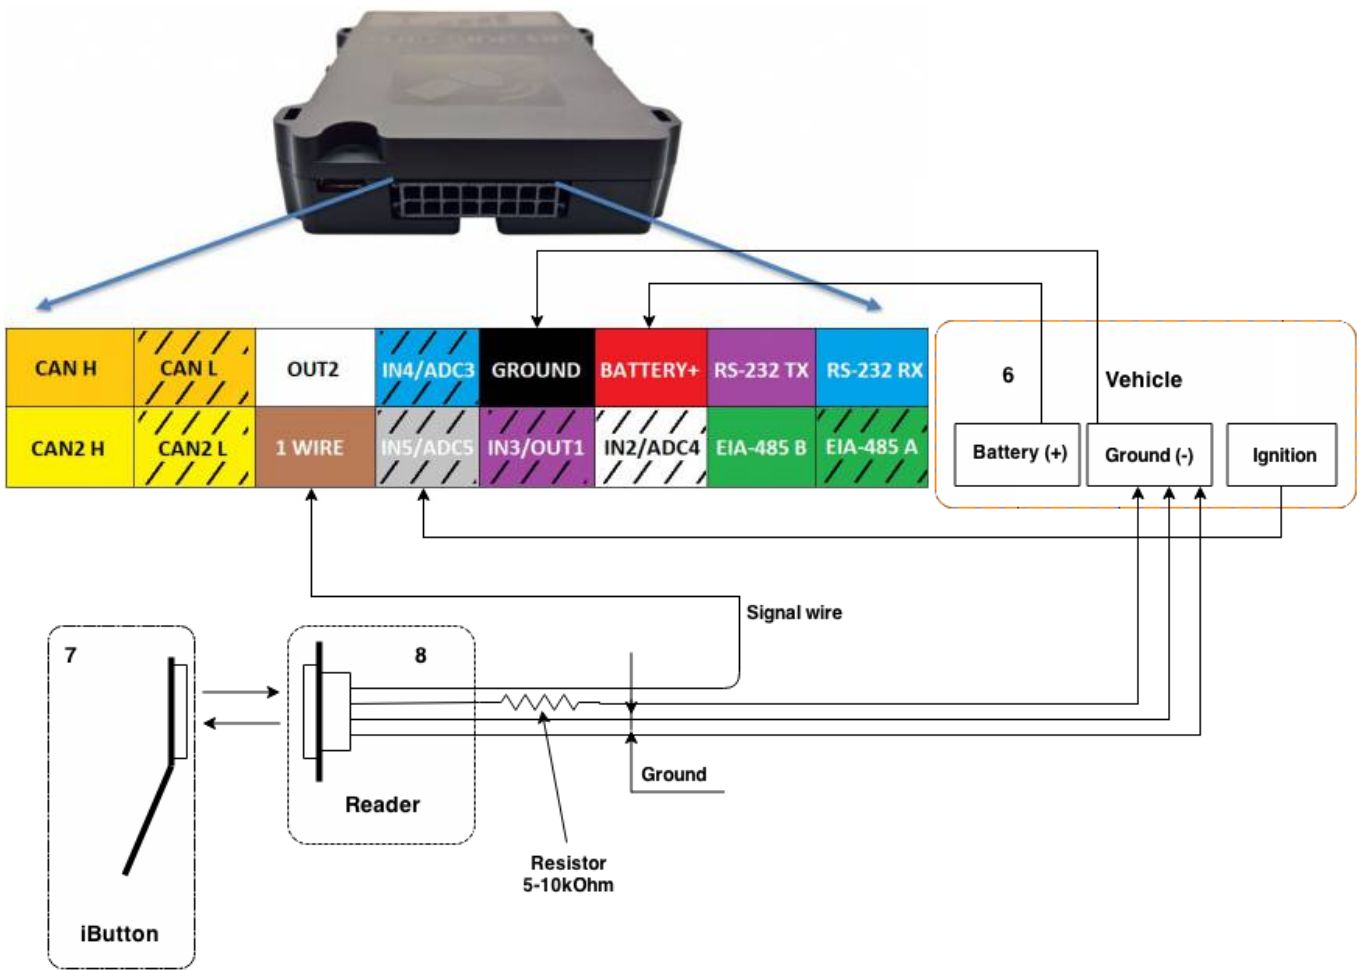 CAN H
CAN L
OUT2
IN4/ADC3
GROUND
BATTERY+
RS-232 TX
RS-232 RX
CAN2 H
CAN2 L
1 WIRE
IN5/ADC5
IN3/OUT1
IN2/ADC4
EIA-485 B
EIA-485 A
6
Vehicle
Battery (+)
Ground (-)
Ignition
Signal wire
7
8
Ground
Reader
Resistor
5-10kOhm
iButton